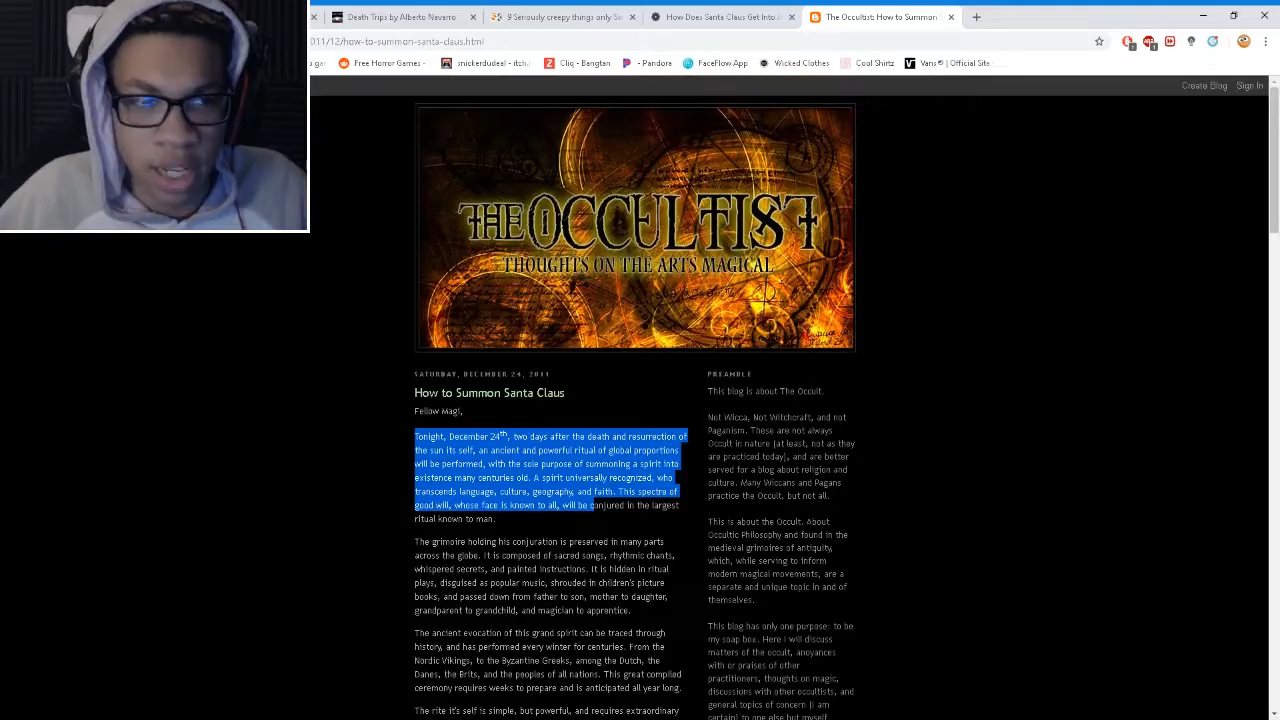 Death Trips by Alberto Navarro
9 Seriously creepy things only Sa
How Does Santa Claus Get Into
The Occultist: How to Summon
011/12/how-to-summon-santa-claus.html
Free Horror Games -
snickerdudeal - itch.
Cliq - Bangtan
- Pandora
FaceFlow App
Wicked Clothes
Cool Shirtz
Vans® | Official Site -
Create Blog Sign In
THE OCCULTIST
THOUGHTS ON THE ARTS MAGICAL
SATURDAY, DECEMBER 24, 2011
How to Summon Santa Claus
Fellow Magi,
Tonight, December 24th, two days after the death and resurrection of
the sun its self, an ancient and powerful ritual of global proportions
will be performed, with the sole purpose of summoning a spirit into
existence many centuries old. A spirit universally recognized, who
transcends language, culture, geography, and faith. This spectre of
good will, whose face is known to all, will be conjured in the largest
ritual known to man.
The grimoire holding his conjuration is preserved in many parts
across the globe. It is composed of sacred songs, rhythmic chants,
whispered secrets, and painted instructions. It is hidden in ritual
plays, disguised as popular music, shrouded in children's picture
books, and passed down from father to son, mother to daughter,
grandparent to grandchild, and magician to apprentice.
The ancient evocation of this grand spirit can be traced through
history, and has performed every winter for centuries. From the
Nordic Vikings, to the Byzantine Greeks, among the Dutch, the
Danes, the Brits, and the peoples of all nations. This great compiled
ceremony requires weeks to prepare and is anticipated all year long.
The rite it's self is simple, but powerful, and requires extraordinary
PREAMBLE
This blog is about The Occult.
Not Wicca, Not Witchcraft, and not
Paganism. These are not always
Occult in nature (at least, not as they
are practiced today), and are better
served for a blog about religion and
culture. Many Wiccans and Pagans
practice the Occult, but not all.
This is about the Occult. About
Occultic Philosophy and found in the
medieval grimoires of antiquity,
which, while serving to inform
modern magical movements, are a
separate and unique topic in and of
themselves.
This blog has only one purpose: to be
my soap box. Here I will discuss
matters of the occult, anoyances
with or praises of other
practitioners, thoughts on magic,
discussions with other occultists, and
general topics of concern (I am
certain) to one else but myself